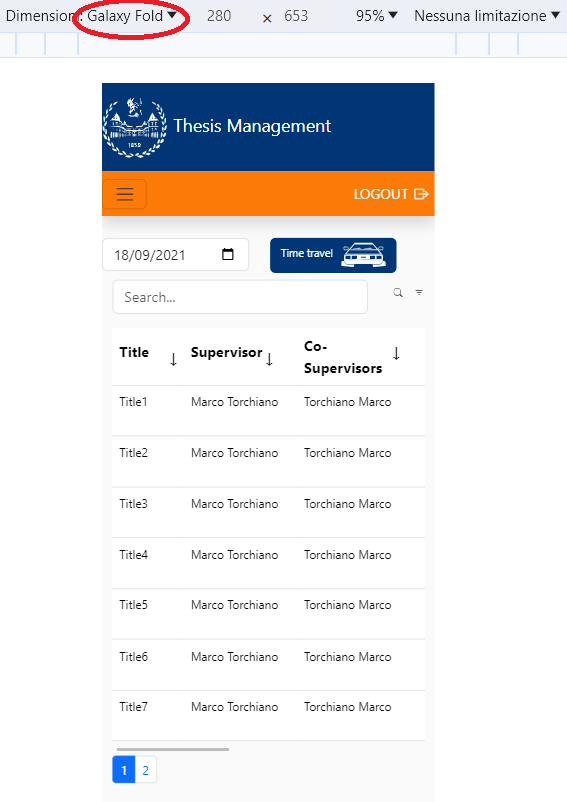 Dimensioni: Galaxy Fold ▼ 280 × 653 95% ▼ Nessuna limitazione ▼
1859
Thesis Management
LOGOUT
18/09/2021
Time travel
Search...
Title ↓ Supervisor ↓ Co-Supervisors ↓
Title1 Marco Torchiano Torchiano Marco
Title2 Marco Torchiano Torchiano Marco
Title3 Marco Torchiano Torchiano Marco
Title4 Marco Torchiano Torchiano Marco
Title5 Marco Torchiano Torchiano Marco
Title6 Marco Torchiano Torchiano Marco
Title7 Marco Torchiano Torchiano Marco
1 2